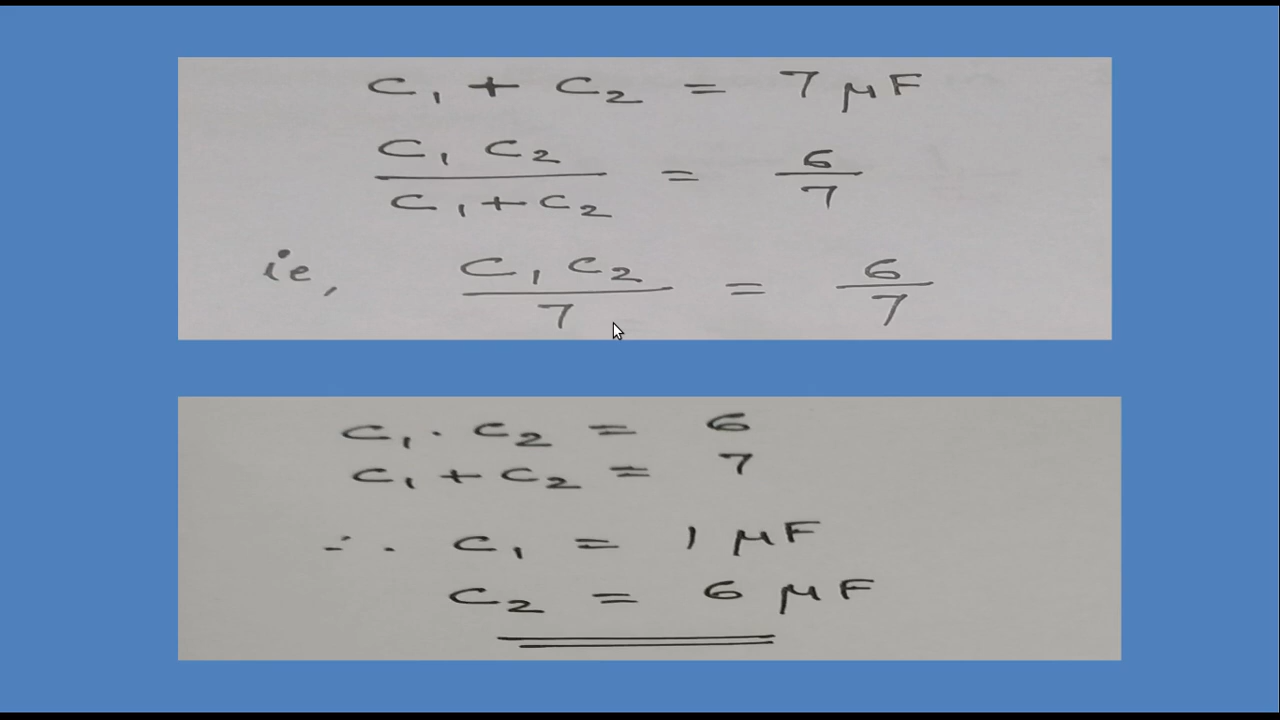 C₁ + C₂ = 7 μF
C₁ C₂ / C₁ + C₂ = 6/7
ie, C₁ C₂ / 7 = 6/7
C₁ . C₂ = 6
C₁ + C₂ = 7
∴ C₁ = 1 μF
C₂ = 6 μF